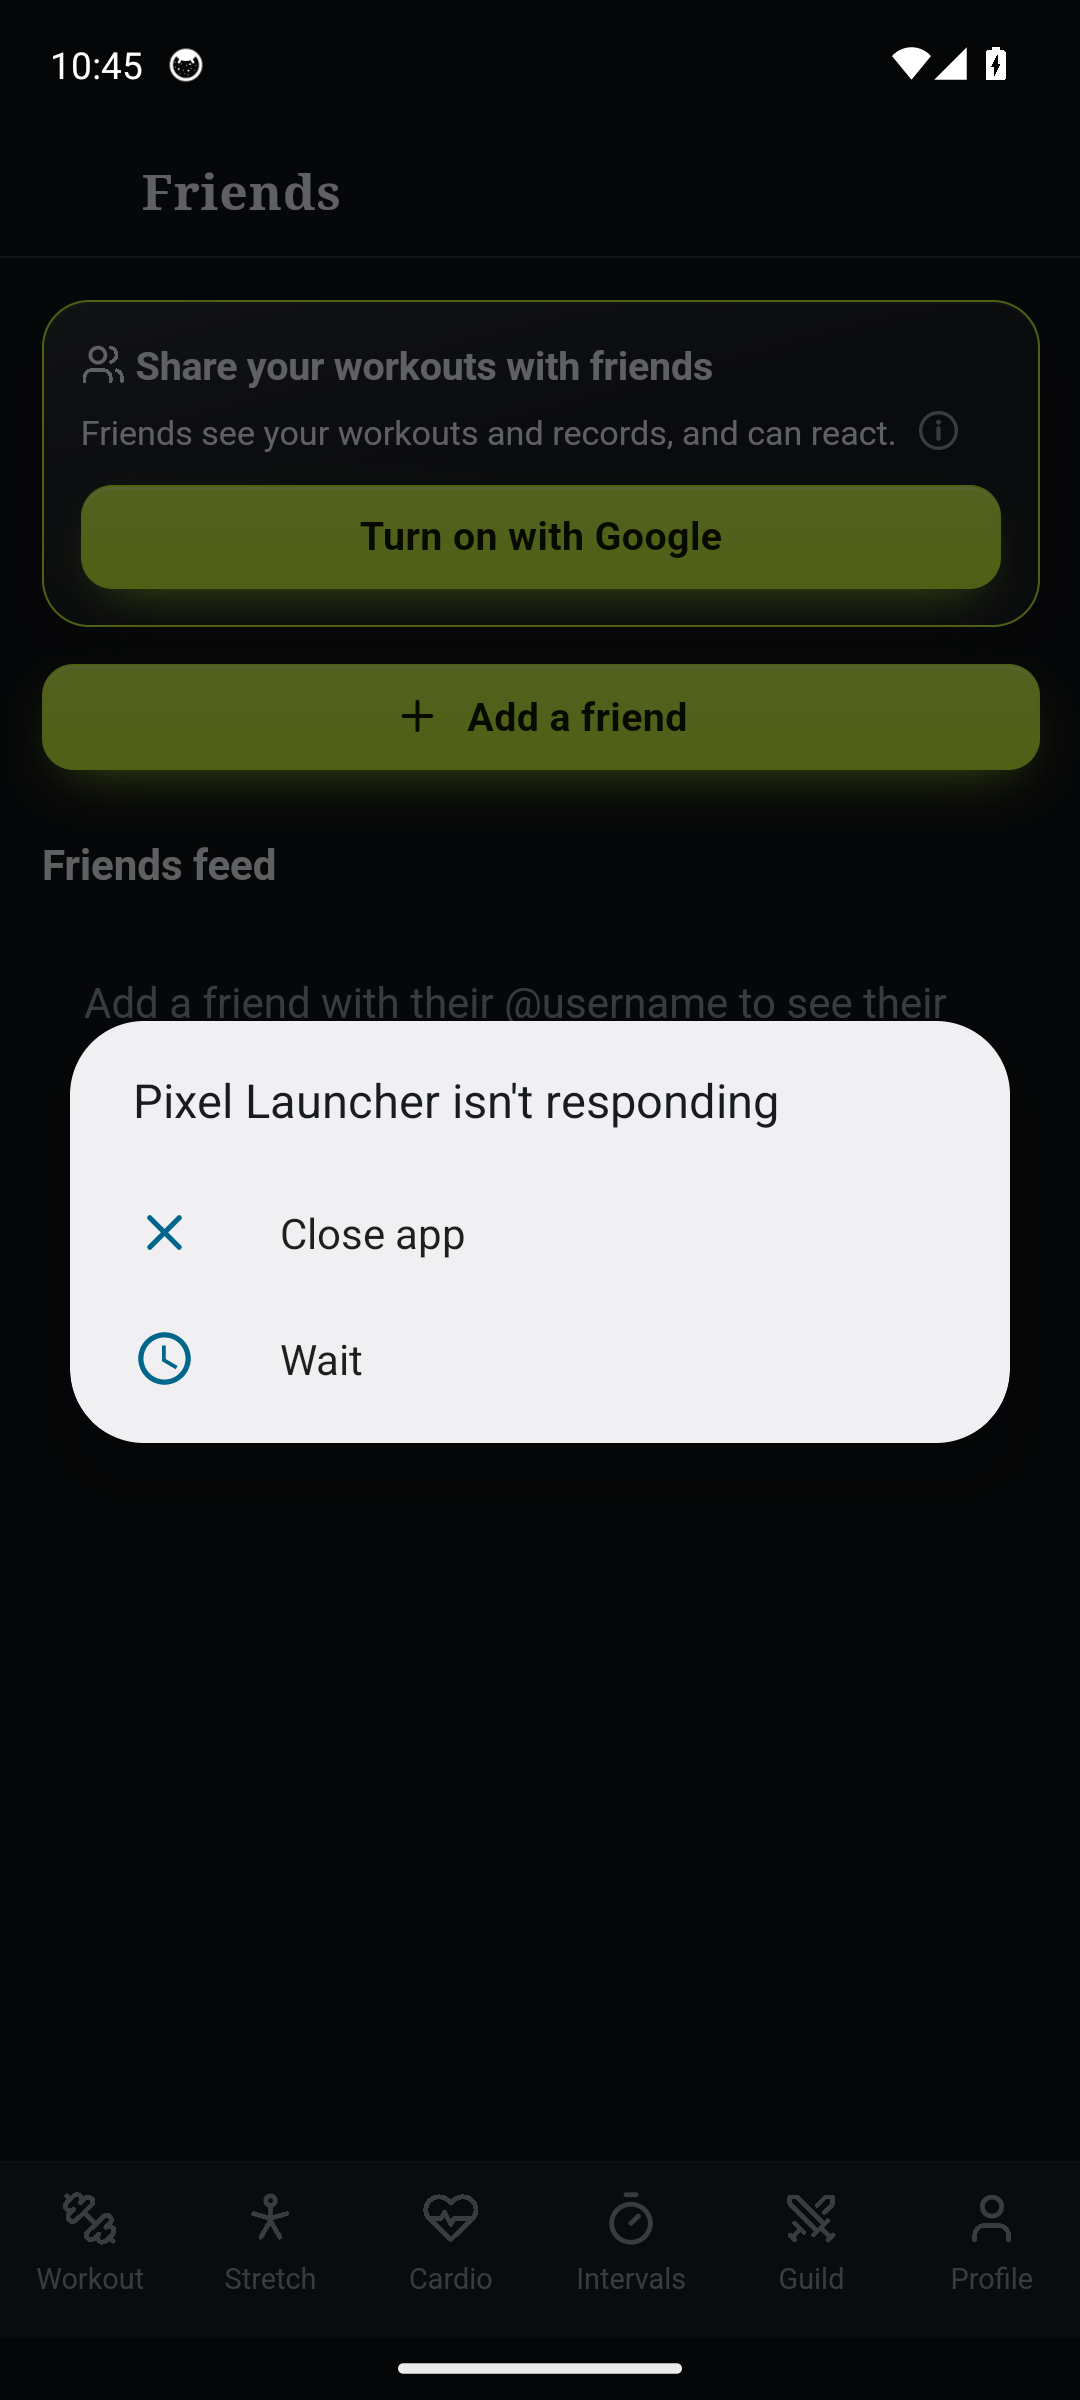 10:45
Friends
Share your workouts with friends
Friends see your workouts and records, and can react.
Turn on with Google
Add a friend
Friends feed
Add a friend with their @username to see their
Pixel Launcher isn't responding
Close app
Wait
Workout
Stretch
Cardio
Intervals
Guild
Profile